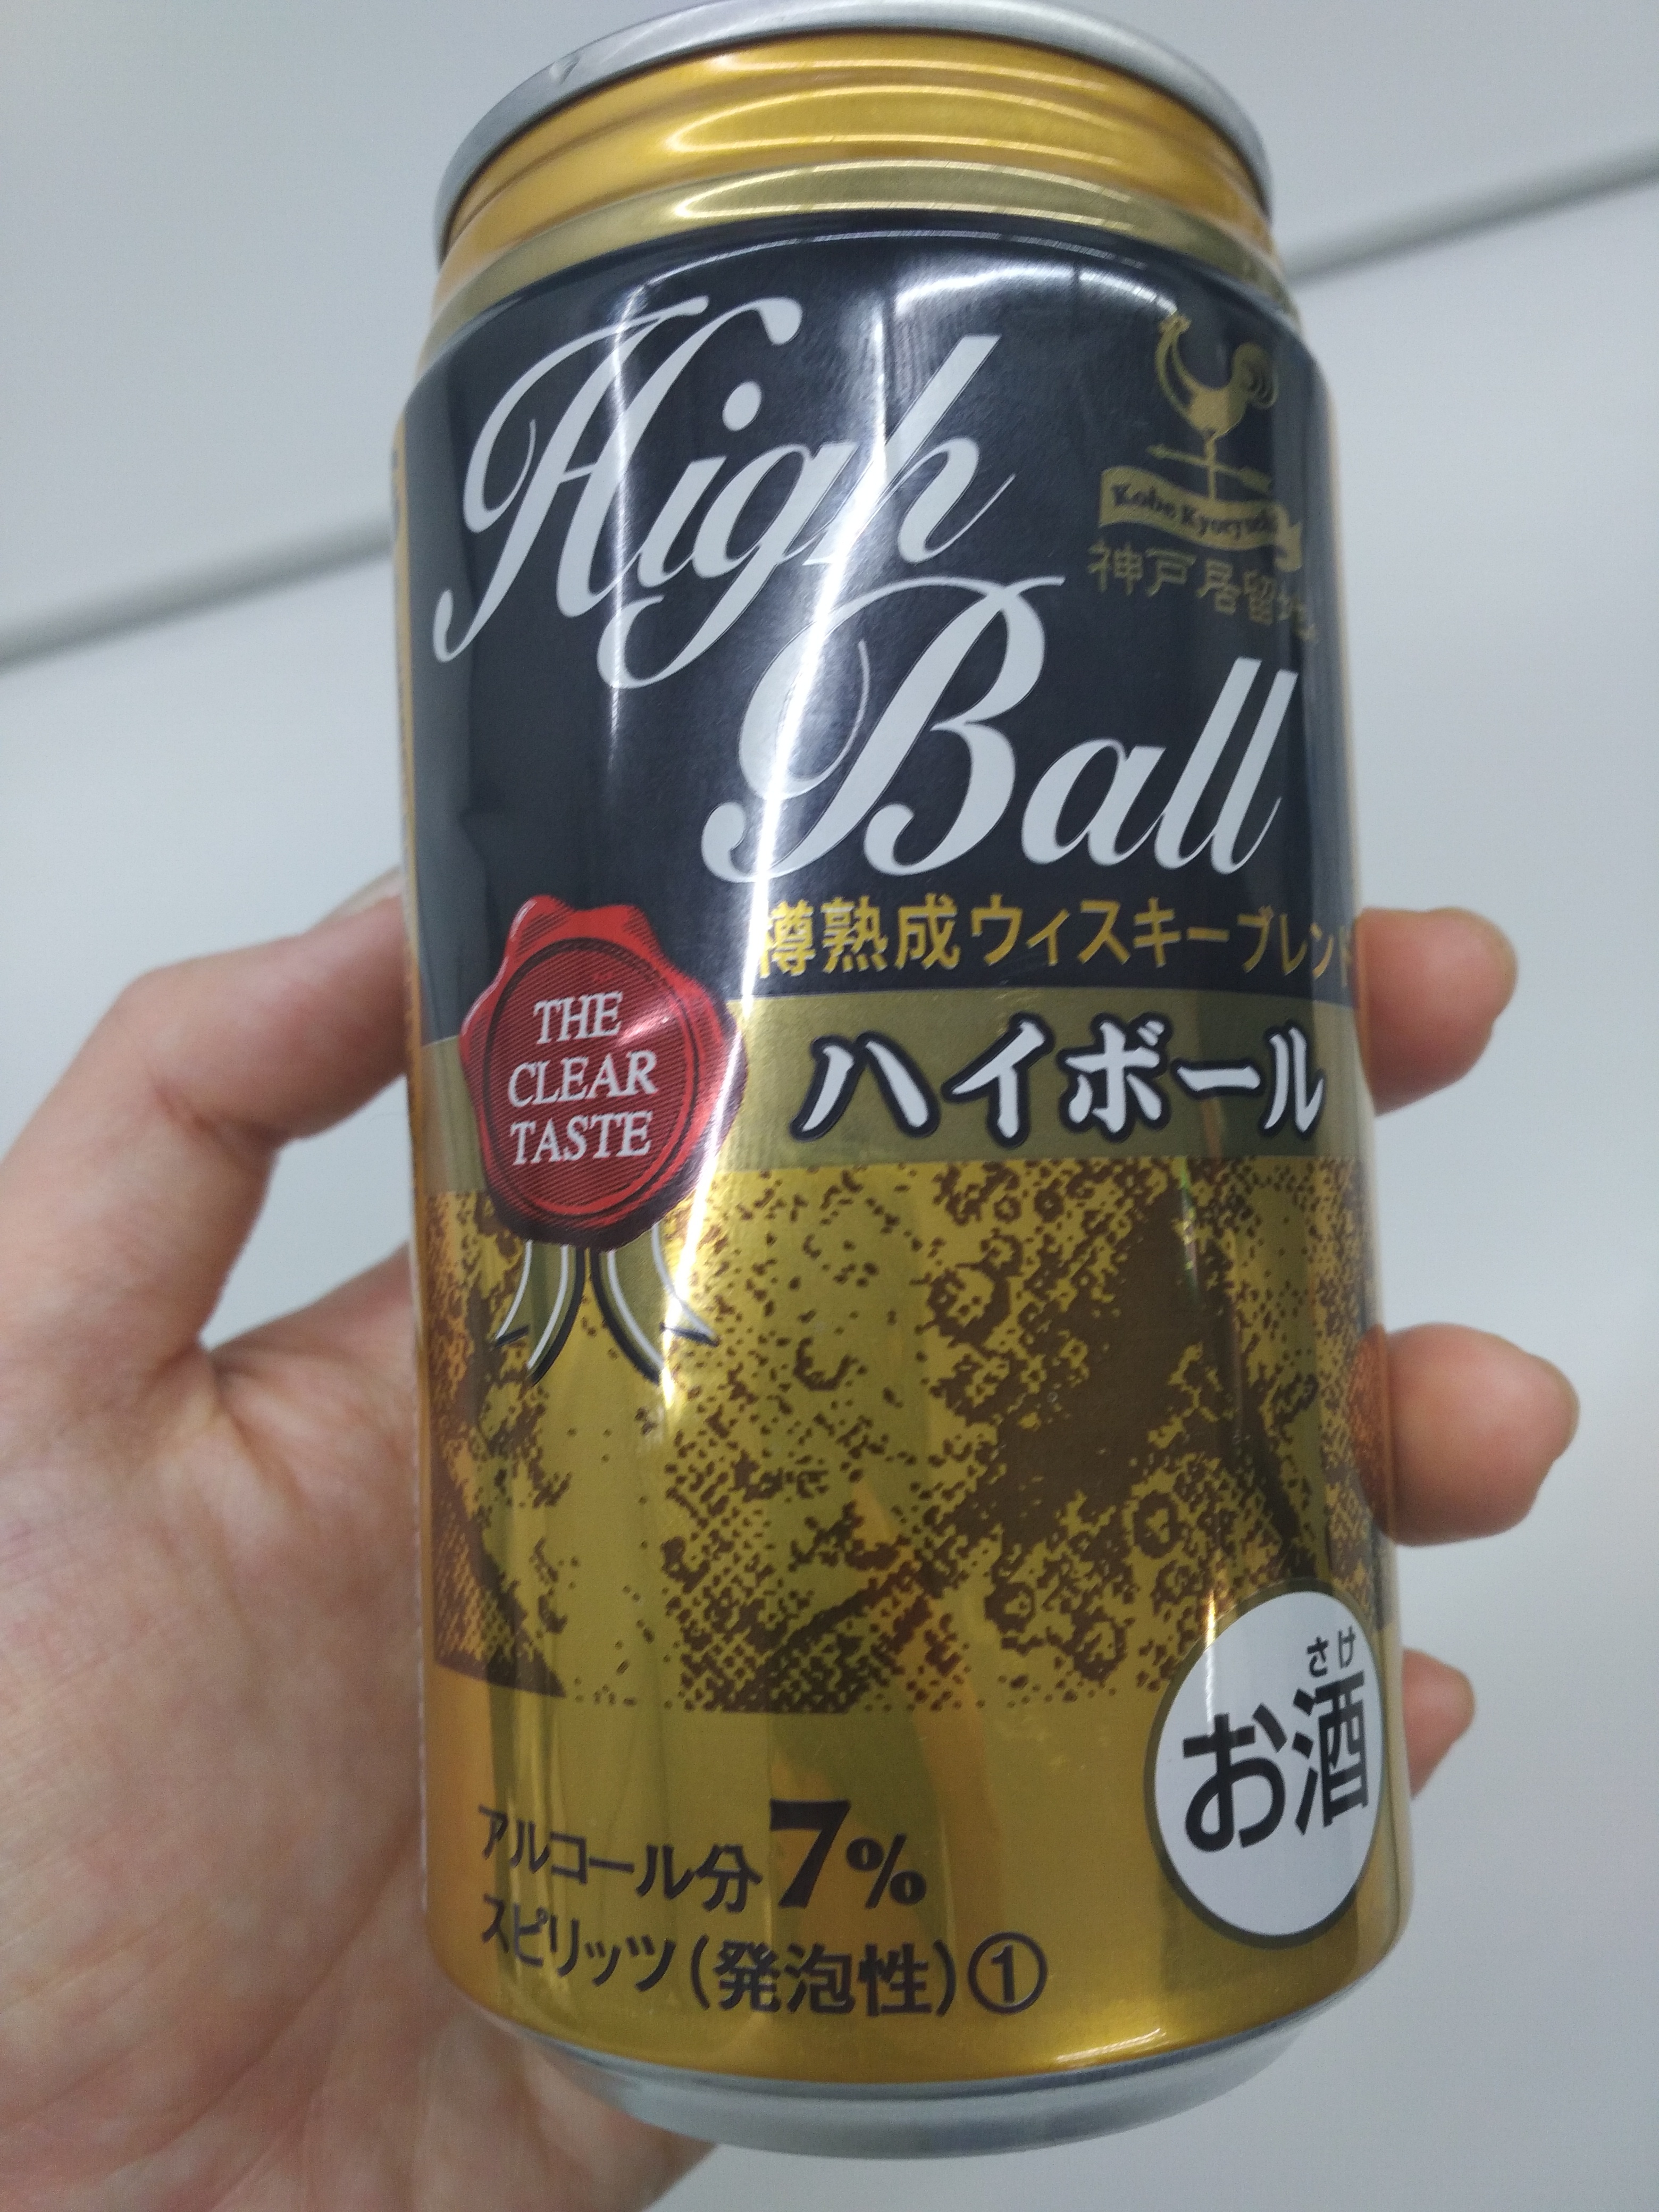 High
Ball
Kobe Kyoryuchi
神戸居留地
樽熟成ウィスキーブレンド
ハイボール
THE
CLEAR
TASTE
さけ
お酒
アルコール分7%
スピリッツ(発泡性)①